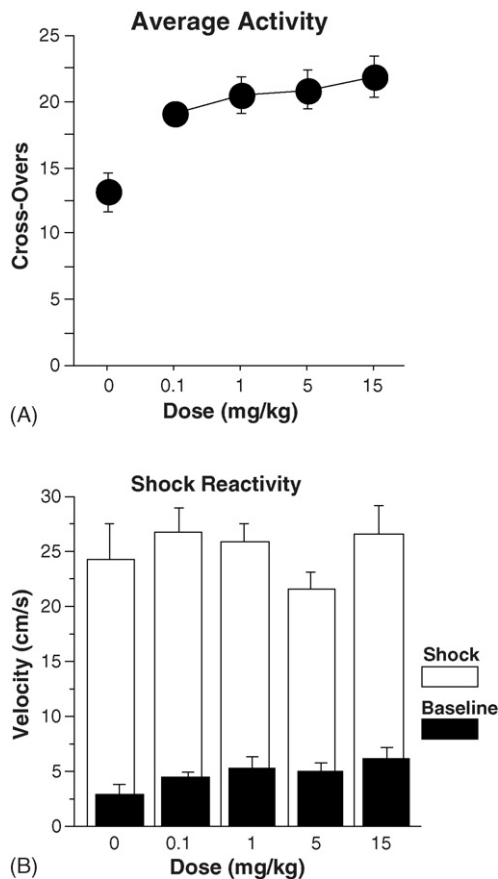 Average Activity
25
20
15
10
5
0
Cross-Overs
0 0.1 1 5 15
Dose (mg/kg)
(A)
Shock Reactivity
30
25
20
15
10
5
0
Velocity (cm/s)
Shock
Baseline
0 0.1 1 5 15
Dose (mg/kg)
(B)